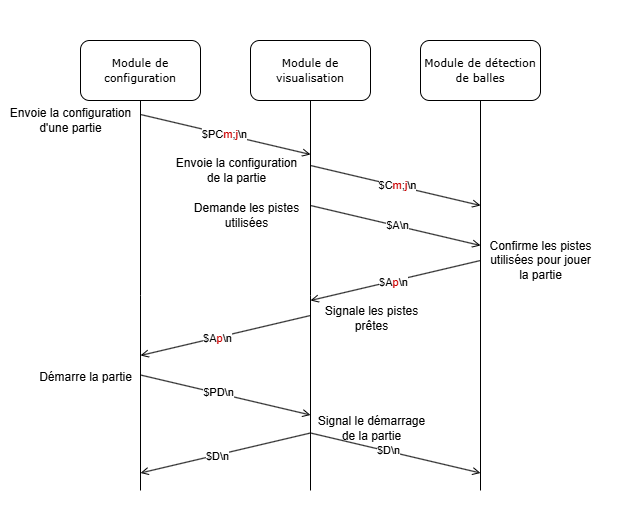 Module de
configuration
Module de
visualisation
Module de détection
de balles
Envoie la configuration
d'une partie
$PCm;j\n
Envoie la configuration
de la partie
$Cm;j\n
Demande les pistes
utilisées
$A\n
Confirme les pistes
utilisées pour jouer
la partie
$Ap\n
Signale les pistes
prêtes
$Ap\n
Démarre la partie
$PD\n
Signal le démarrage
de la partie
$D\n
$D\n